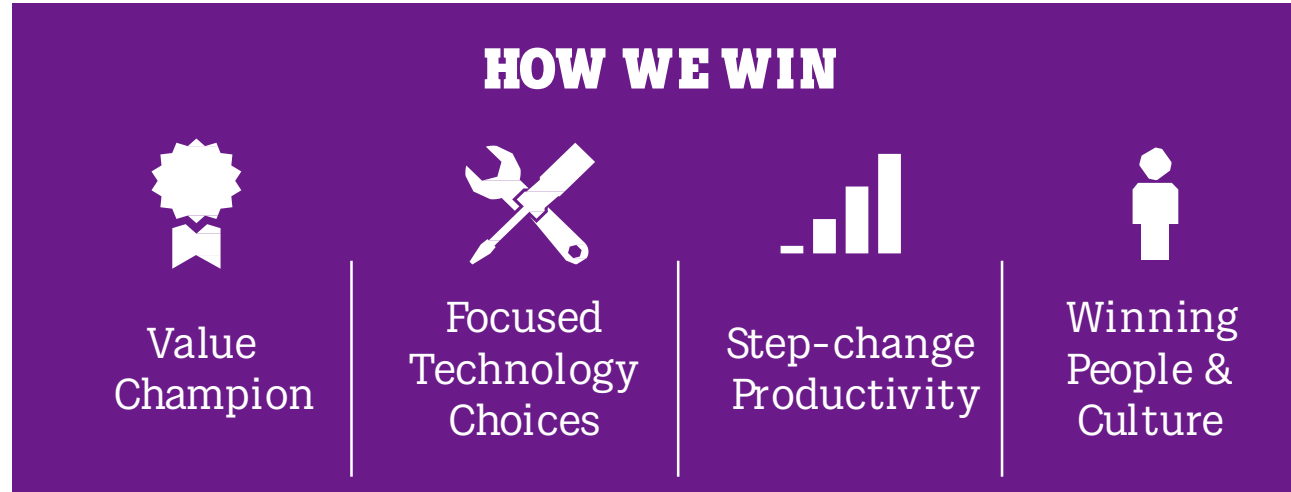 HOW WE WIN
Value
Champion
Focused
Technology
Choices
Step-change
Productivity
Winning
People &
Culture